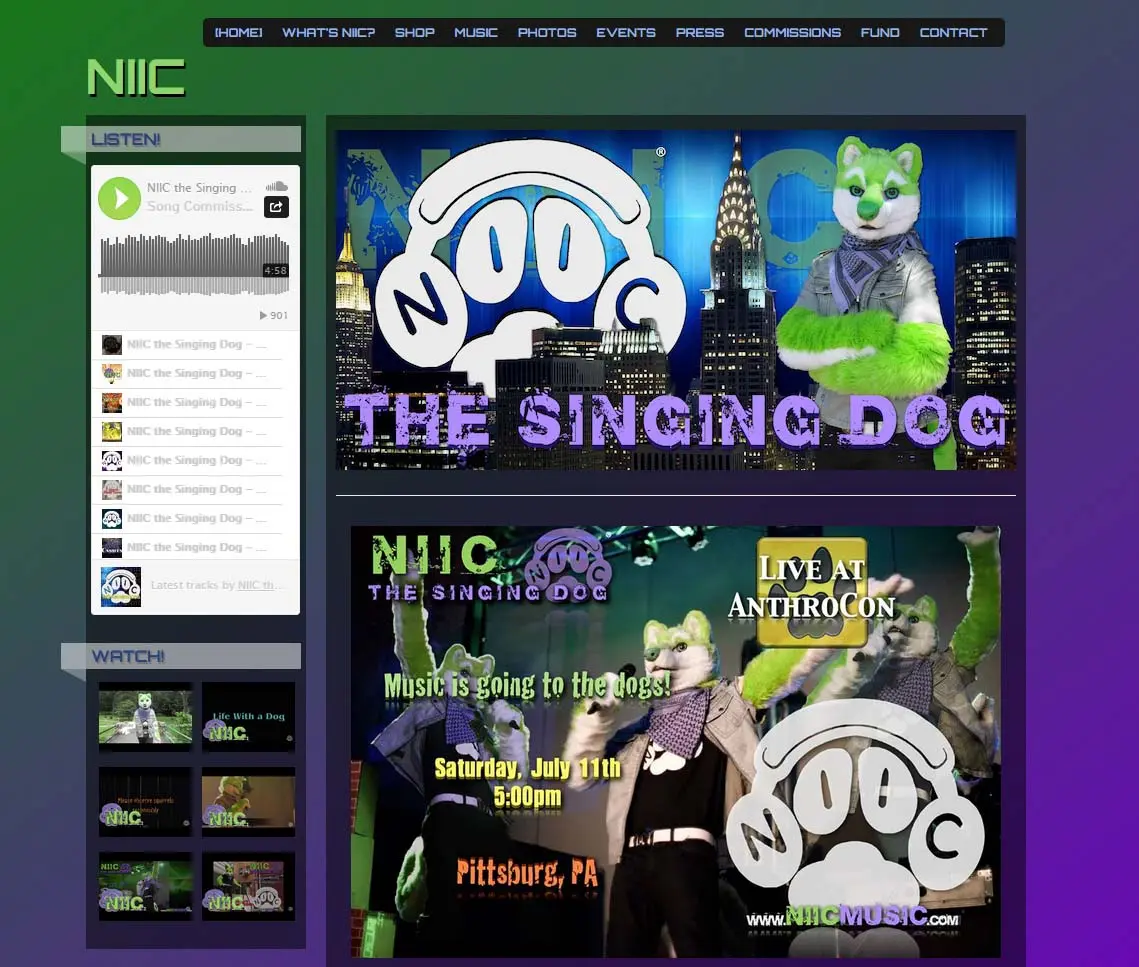 [HOME] WHAT'S NIIC? SHOP MUSIC PHOTOS EVENTS PRESS COMMISSIONS FUND CONTACT
NIIC
LISTEN!
NIIC the Singing ...
Song Commiss...
4:58
901
NIIC the Singing Dog – ...
NIIC the Singing Dog – ...
NIIC the Singing Dog – ...
NIIC the Singing Dog – ...
NIIC the Singing Dog – ...
NIIC the Singing Dog – ...
NIIC the Singing Dog – ...
NIIC the Singing Dog – ...
Latest tracks by NIIC th...
WATCH!
Life With a Dog
NIIC
NIIC
NIIC
NIIC
NIIC
NIIC
NIIC
®
NIIC
THE SINGING DOG
NIIC
NIIC
THE SINGING DOG
LIVE AT
ANTHROCON
Music is going to the dogs!
Saturday, July 11th
5:00pm
Pittsburg, PA
NIIC
www.NIICMUSIC.com